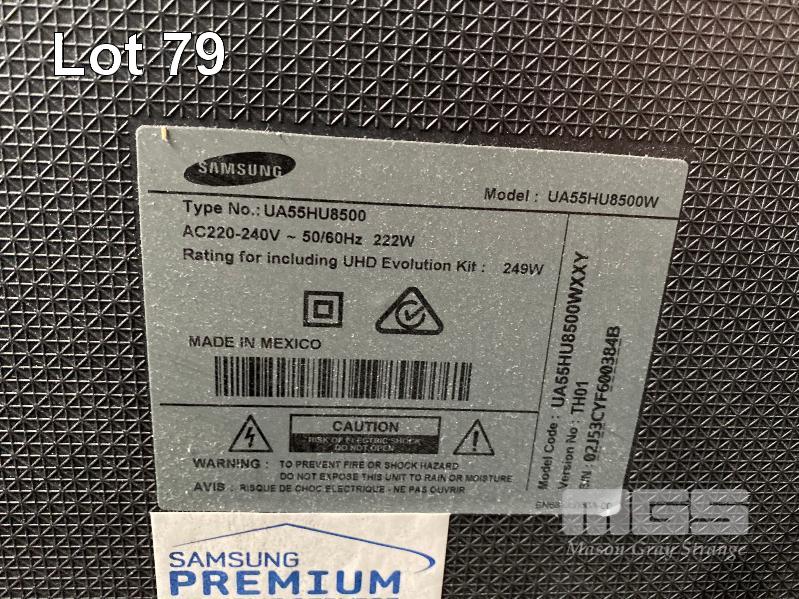 Lot 79
SAMSUNG
Model : UA55HU8500W
Type No.: UA55HU8500
AC220-240V ~ 50/60Hz 222W
Rating for including UHD Evolution Kit : 249W
MADE IN MEXICO
CAUTION
RISK OF ELECTRIC SHOCK
DO NOT OPEN
WARNING : TO PREVENT FIRE OR SHOCK HAZARD
DO NOT EXPOSE THIS UNIT TO RAIN OR MOISTURE
AVIS : RISQUE DE CHOC ELECTRIQUE - NE PAS OUVRIR
Model Code : UA55HU8500WXXY
Version No : TH01
S/N : 02J53CYF600384B
MGS
Mason Gray Strange
SAMSUNG
PREMIUM